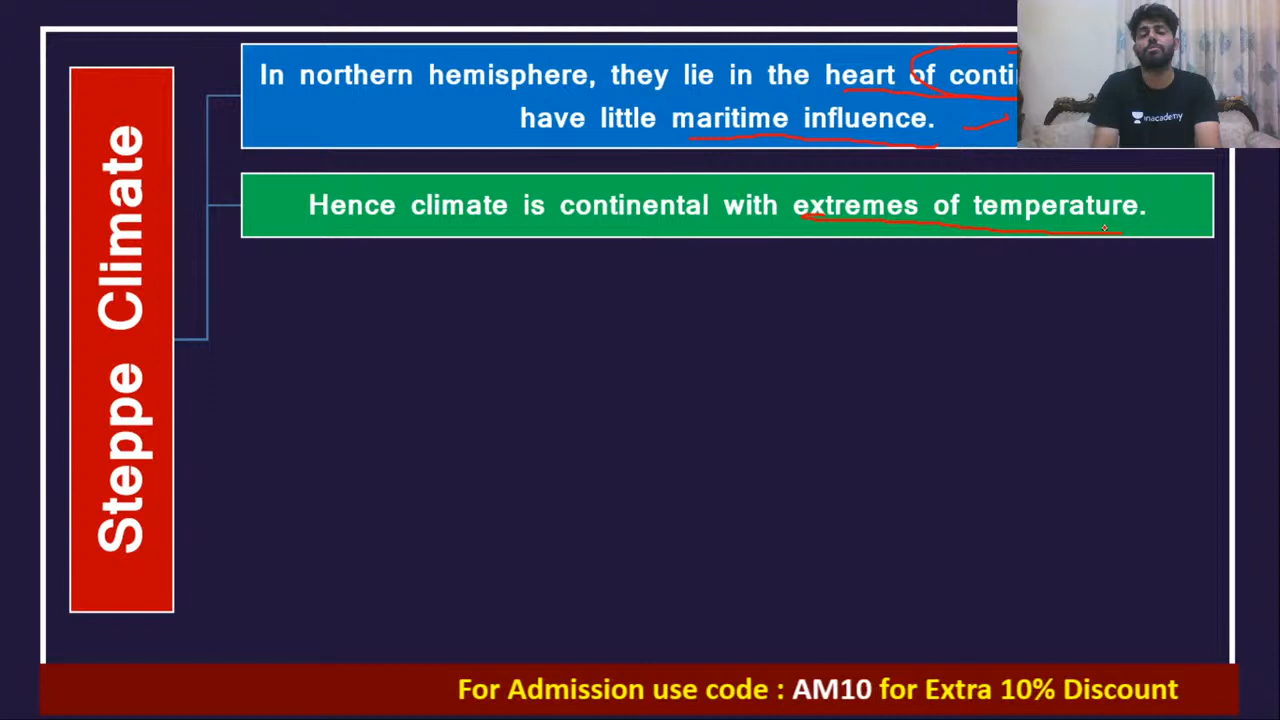 In northern hemisphere, they lie in the heart of
have little maritime influence.
Hence climate is continental with extremes of temperature.
Steppe Climate
unacademy
For Admission use code : AM10 for Extra 10% Discount